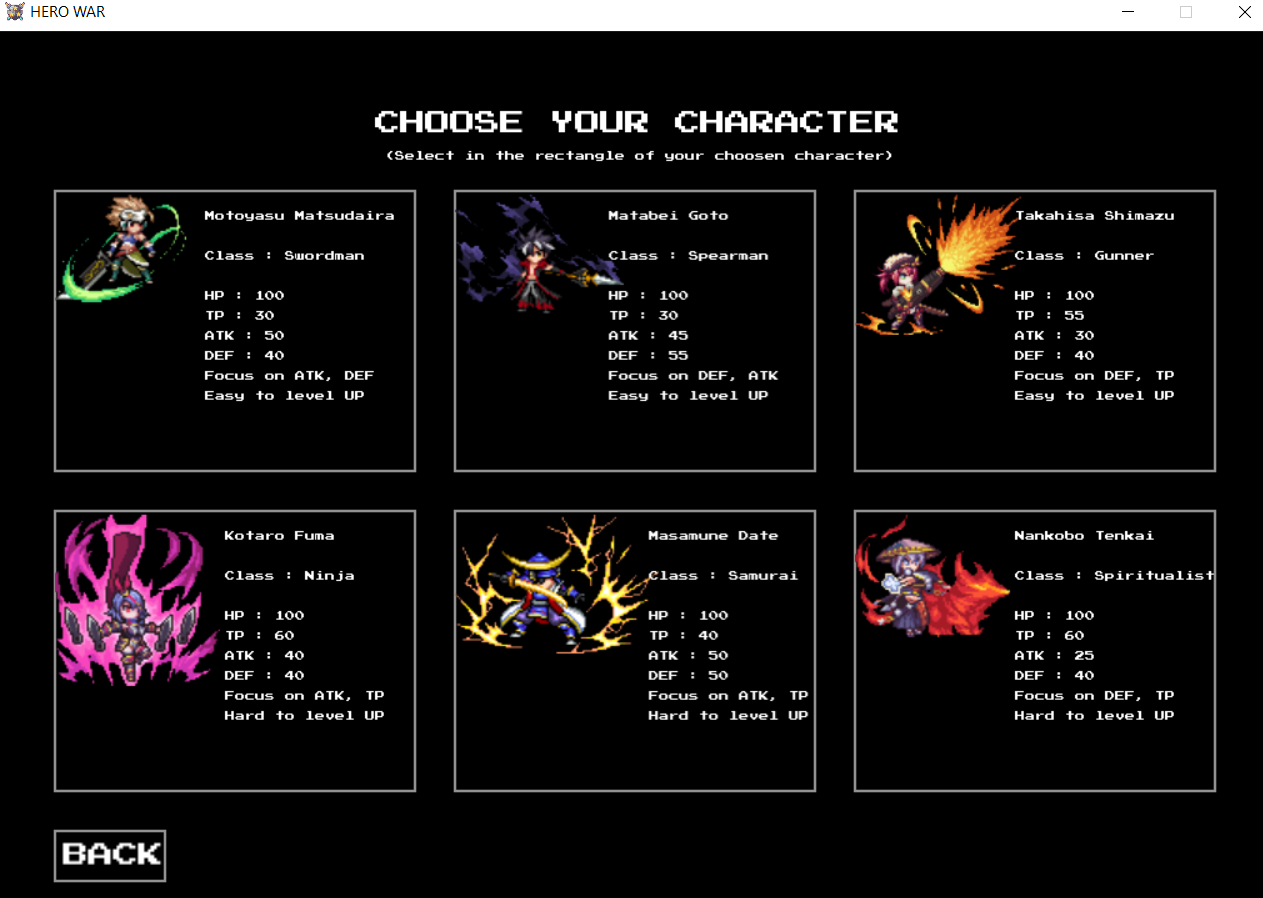 HERO WAR
CHOOSE YOUR CHARACTER
(Select in the rectangle of your choosen character)
Motoyasu Matsudaira
Class : Swordman
HP : 100
TP : 30
ATK : 50
DEF : 40
Focus on ATK, DEF
Easy to level UP
Matabei Goto
Class : Spearman
HP : 100
TP : 30
ATK : 45
DEF : 55
Focus on DEF, ATK
Easy to level UP
Takahisa Shimazu
Class : Gunner
HP : 100
TP : 55
ATK : 30
DEF : 40
Focus on DEF, TP
Easy to level UP
Kotaro Fuma
Class : Ninja
HP : 100
TP : 60
ATK : 40
DEF : 40
Focus on ATK, TP
Hard to level UP
Masamune Date
Class : Samurai
HP : 100
TP : 40
ATK : 50
DEF : 50
Focus on ATK, TP
Hard to level UP
Nankobo Tenkai
Class : Spiritualist
HP : 100
TP : 60
ATK : 25
DEF : 40
Focus on DEF, TP
Hard to level UP
BACK